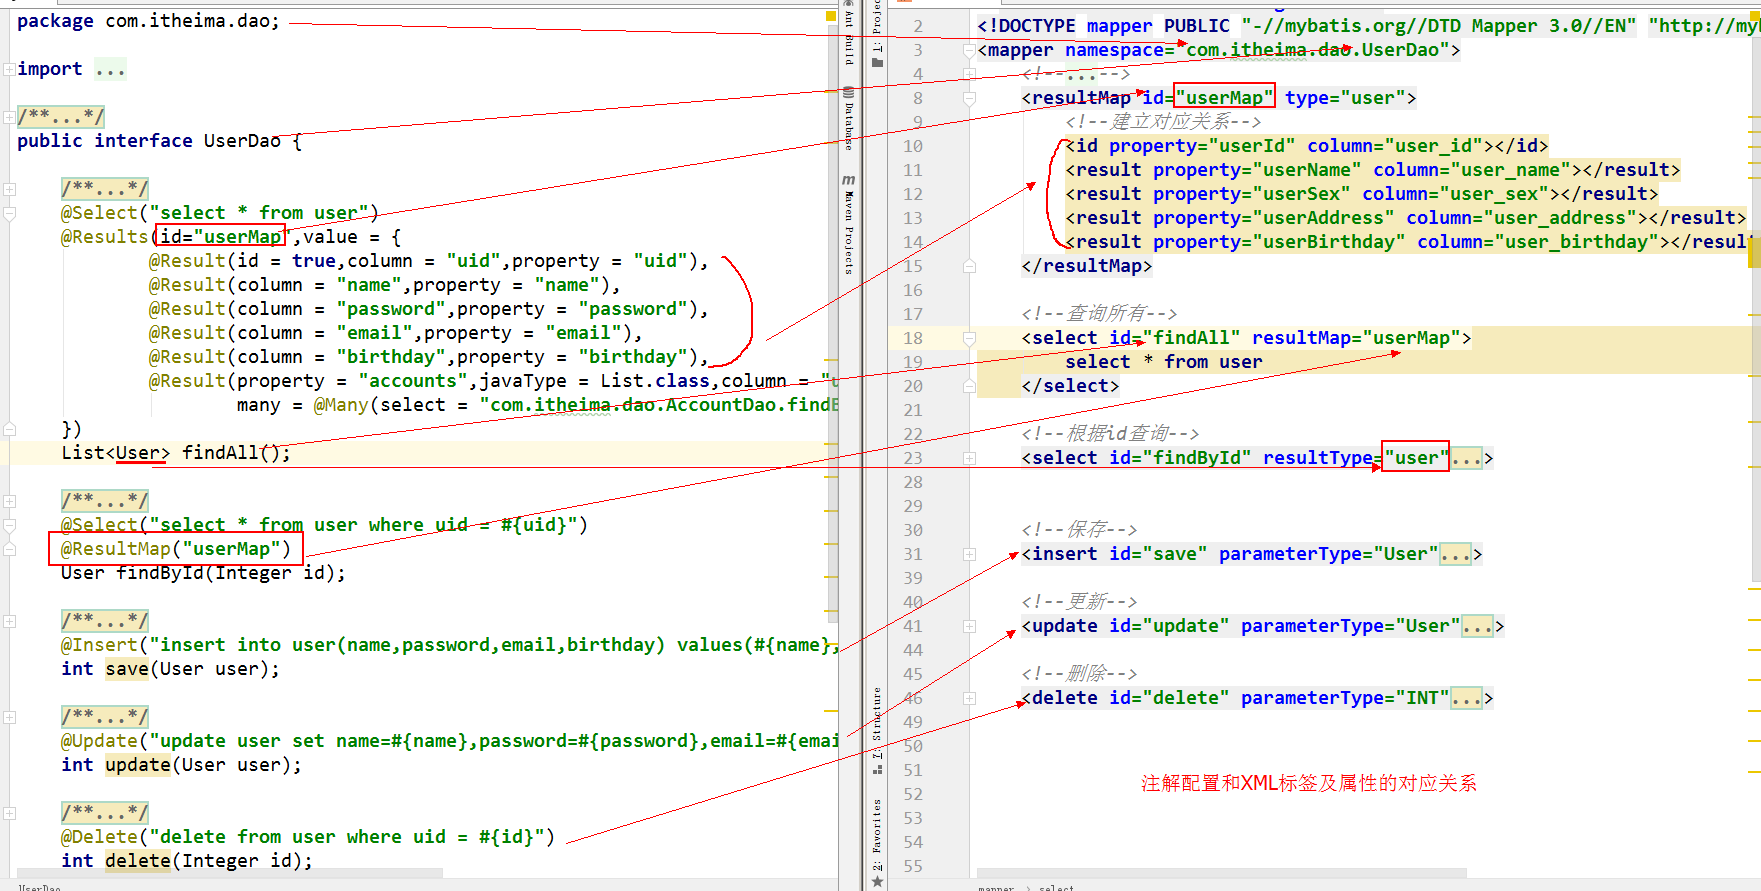 package com.itheima.dao;
import ...
/**...*/
public interface UserDao {
/**...*/
@Select("select * from user")
@Results(id="userMap",value = {
@Result(id = true,column = "uid",property = "uid"),
@Result(column = "name",property = "name"),
@Result(column = "password",property = "password"),
@Result(column = "email",property = "email"),
@Result(column = "birthday",property = "birthday"),
@Result(property = "accounts",javaType = List.class,column = "u
many = @Many(select = "com.itheima.dao.AccountDao.findB
})
List<User> findAll();
/**...*/
@Select("select * from user where uid = #{uid}")
@ResultMap("userMap")
User findById(Integer id);
/**...*/
@Insert("insert into user(name,password,email,birthday) values(#{name},
int save(User user);
/**...*/
@Update("update user set name=#{name},password=#{password},email=#{emai
int update(User user);
/**...*/
@Delete("delete from user where uid = #{id}")
int delete(Integer id);
UserDao
Ant Build
Database
Maven Projects
1: Projec
7: Structure
2: Favorites
2 <!DOCTYPE mapper PUBLIC "-//mybatis.org//DTD Mapper 3.0//EN" "http://my
3 <mapper namespace="com.itheima.dao.UserDao">
4 <!--...-->
8 <resultMap id="userMap" type="user">
9 <!--建立对应关系-->
10 <id property="userId" column="user_id"></id>
11 <result property="userName" column="user_name"></result>
12 <result property="userSex" column="user_sex"></result>
13 <result property="userAddress" column="user_address"></result>
14 <result property="userBirthday" column="user_birthday"></resul
15 </resultMap>
16
17 <!--查询所有-->
18 <select id="findAll" resultMap="userMap">
19 select * from user
20 </select>
21
22 <!--根据id查询-->
23 <select id="findById" resultType="user"...>
28
29
30 <!--保存-->
31 <insert id="save" parameterType="User"...>
39
40 <!--更新-->
41 <update id="update" parameterType="User"...>
44
45 <!--删除-->
46 <delete id="delete" parameterType="INT"...>
49
50
51
52 注解配置和XML标签及属性的对应关系
53
54
55
mapper > select